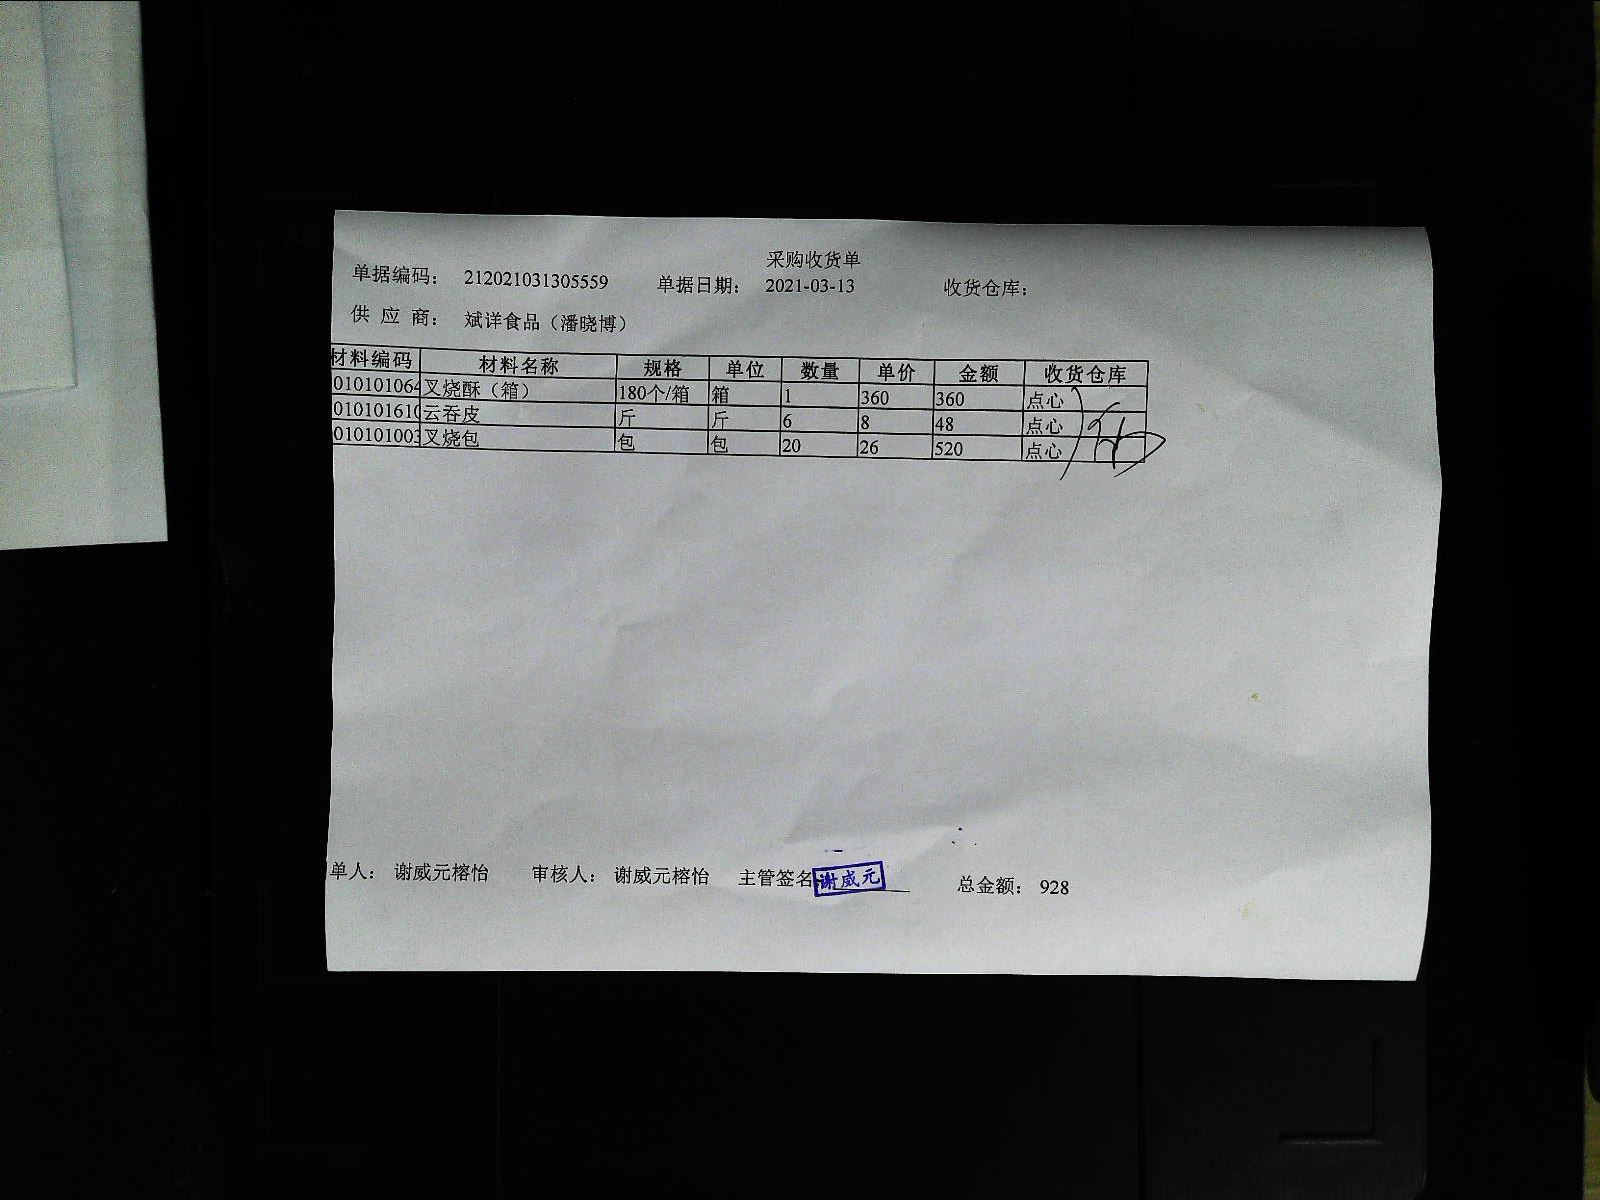 采购收货单
单据编码： 212021031305559 单据日期： 2021-03-13 收货仓库：
供 应 商： 斌洋食品（潘晓博）
材料编码 材料名称 规格 单位 数量 单价 金额 收货仓库
010101064 叉烧酥（箱） 180个/箱 箱 1 360 360 点心
010101610 云吞皮 斤 斤 6 8 48 点心
010101003 叉烧包 包 包 20 26 520 点心
单人： 谢威元榕怡 审核人： 谢威元榕怡 主管签名 谢威元 总金额： 928